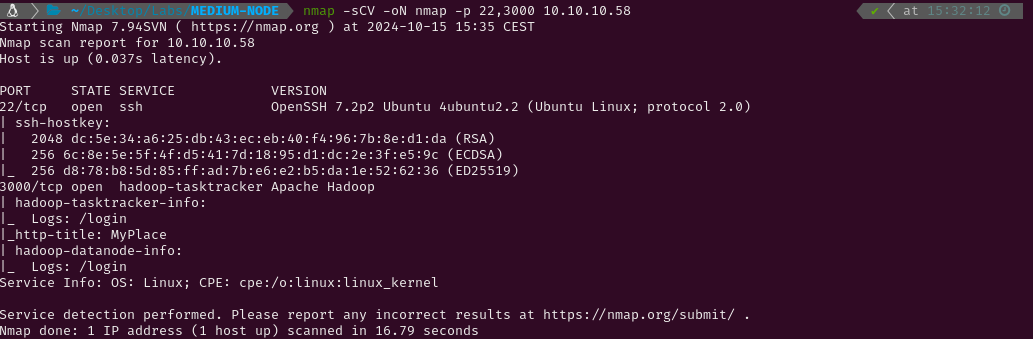 ~/Desktop/Labs/MEDIUM-NODE nmap -sCV -oN nmap -p 22,3000 10.10.10.58 ✔ at 15:32:12
Starting Nmap 7.94SVN ( https://nmap.org ) at 2024-10-15 15:35 CEST
Nmap scan report for 10.10.10.58
Host is up (0.037s latency).

PORT     STATE SERVICE            VERSION
22/tcp   open  ssh                OpenSSH 7.2p2 Ubuntu 4ubuntu2.2 (Ubuntu Linux; protocol 2.0)
| ssh-hostkey:
|   2048 dc:5e:34:a6:25:db:43:ec:eb:40:f4:96:7b:8e:d1:da (RSA)
|   256 6c:8e:5e:5f:4f:d5:41:7d:18:95:d1:dc:2e:3f:e5:9c (ECDSA)
|_  256 d8:78:b8:5d:85:ff:ad:7b:e6:e2:b5:da:1e:52:62:36 (ED25519)
3000/tcp open  hadoop-tasktracker Apache Hadoop
| hadoop-tasktracker-info:
|_  Logs: /login
|_http-title: MyPlace
| hadoop-datanode-info:
|_  Logs: /login
Service Info: OS: Linux; CPE: cpe:/o:linux:linux_kernel

Service detection performed. Please report any incorrect results at https://nmap.org/submit/ .
Nmap done: 1 IP address (1 host up) scanned in 16.79 seconds